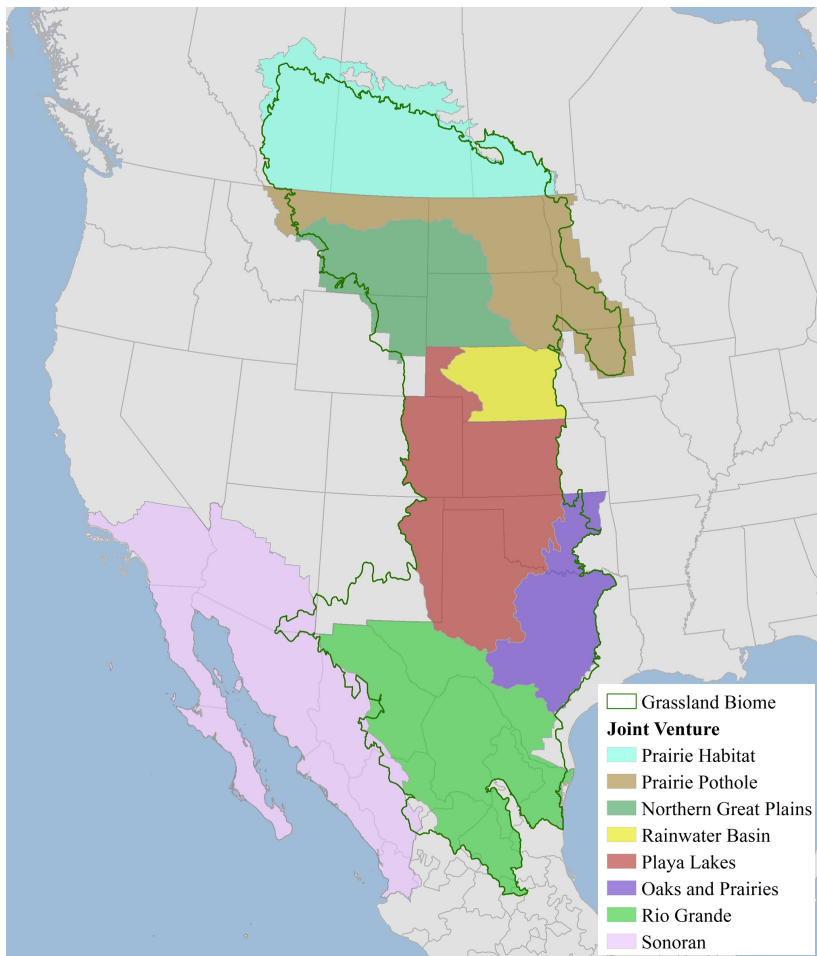 Grassland Biome
Joint Venture
Prairie Habitat
Prairie Pothole
Northern Great Plains
Rainwater Basin
Playa Lakes
Oaks and Prairies
Rio Grande
Sonoran